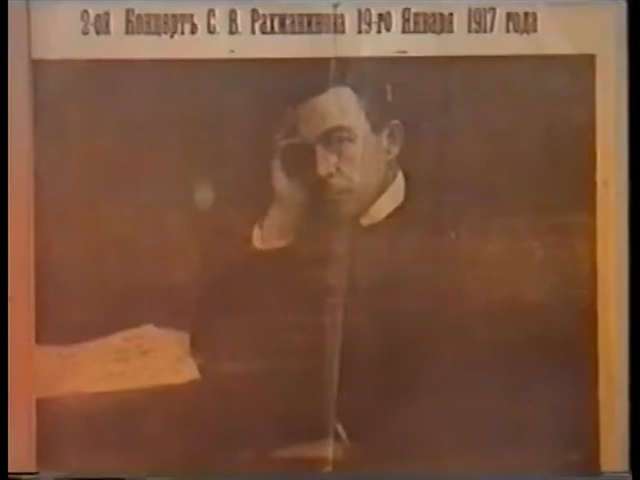 2-ой Концертъ С. В. Рахманинова 19-го Января 1917 года